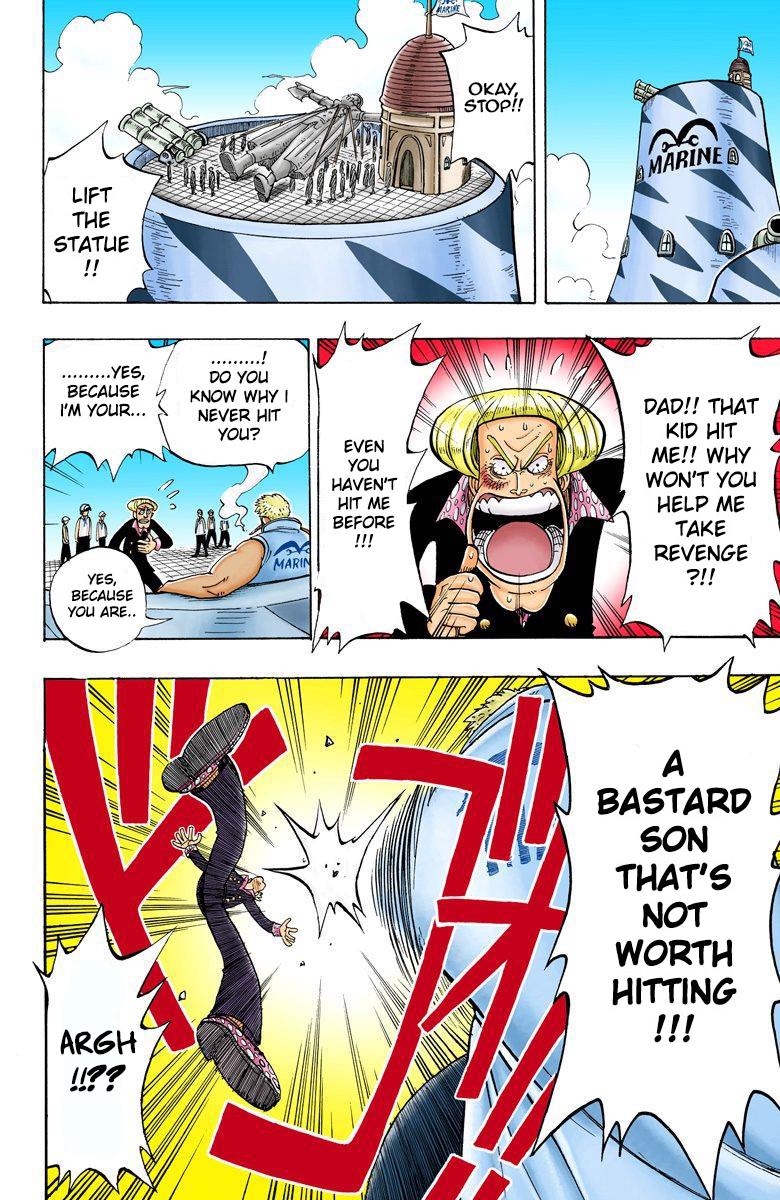 MARINE
MARINE
OKAY,
STOP!!
LIFT
THE
STATUE
!!
DAD!! THAT
KID HIT
ME!! WHY
WON'T YOU
HELP ME
TAKE
REVENGE
?!!
EVEN
YOU
HAVEN'T
HIT ME
BEFORE
!!!
.........!
DO YOU
KNOW WHY I
NEVER HIT
YOU?
.........YES,
BECAUSE
I'M YOUR...
MARINE
YES,
BECAUSE
YOU ARE..
A
BASTARD
SON
THAT'S
NOT
WORTH
HITTING
!!!
ARGH
!!??